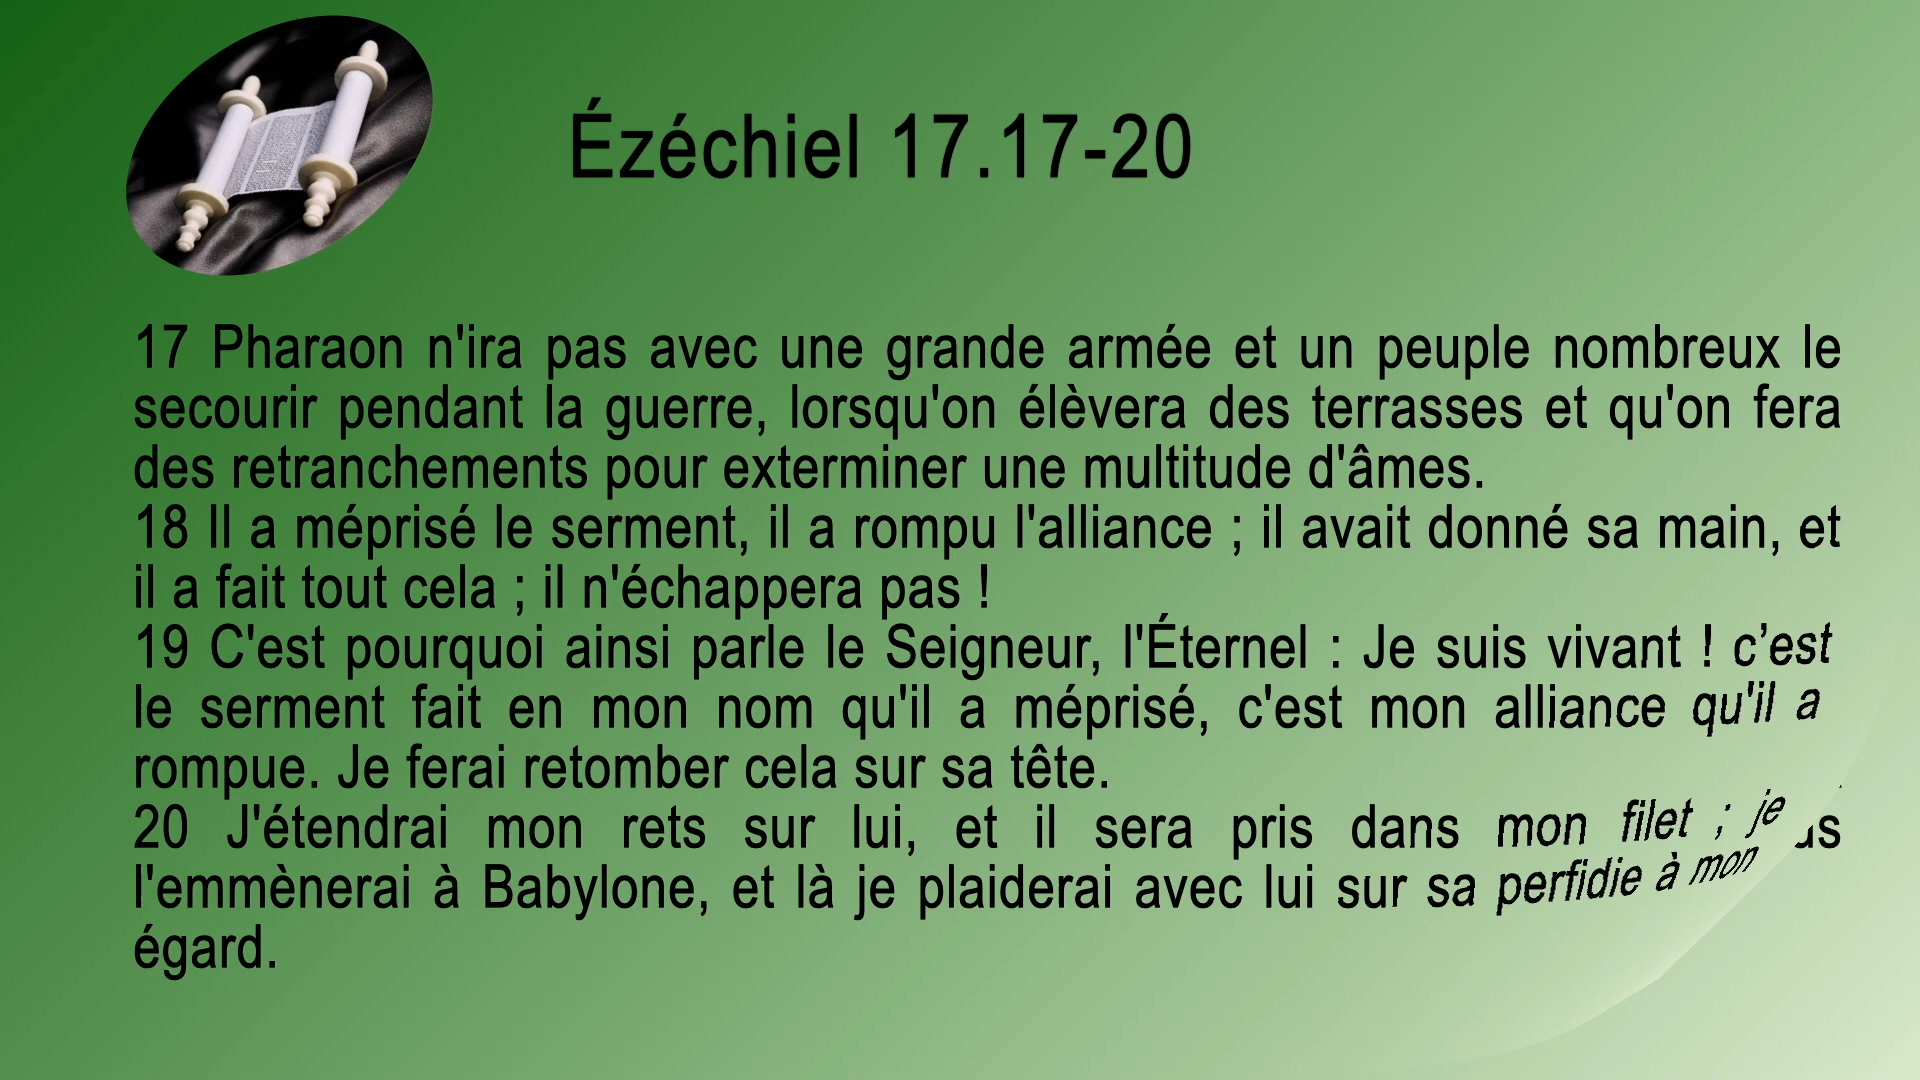 Ézéchiel 17.17-20
17 Pharaon n'ira pas avec une grande armée et un peuple nombreux le
secourir pendant la guerre, lorsqu'on élèvera des terrasses et qu'on fera
des retranchements pour exterminer une multitude d'âmes.
18 Il a méprisé le serment, il a rompu l'alliance ; il avait donné sa main, et
il a fait tout cela ; il n'échappera pas !
19 C'est pourquoi ainsi parle le Seigneur, l'Éternel : Je suis vivant ! c'est
le serment fait en mon nom qu'il a méprisé, c'est mon alliance qu'il a
rompue. Je ferai retomber cela sur sa tête.
20 J'étendrai mon rets sur lui, et il sera pris dans mon filet ; je
l'emmènerai à Babylone, et là je plaiderai avec lui sur sa perfidie à mon
égard.